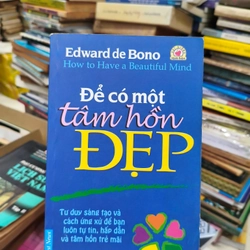 Edward de Bono
How to Have a Beautiful Mind
Để có một
tâm hồn
ĐẸP
Tư duy sáng tạo và
cách ứng xử để bạn
luôn tự tin, hấp dẫn
và tâm hồn trẻ mãi